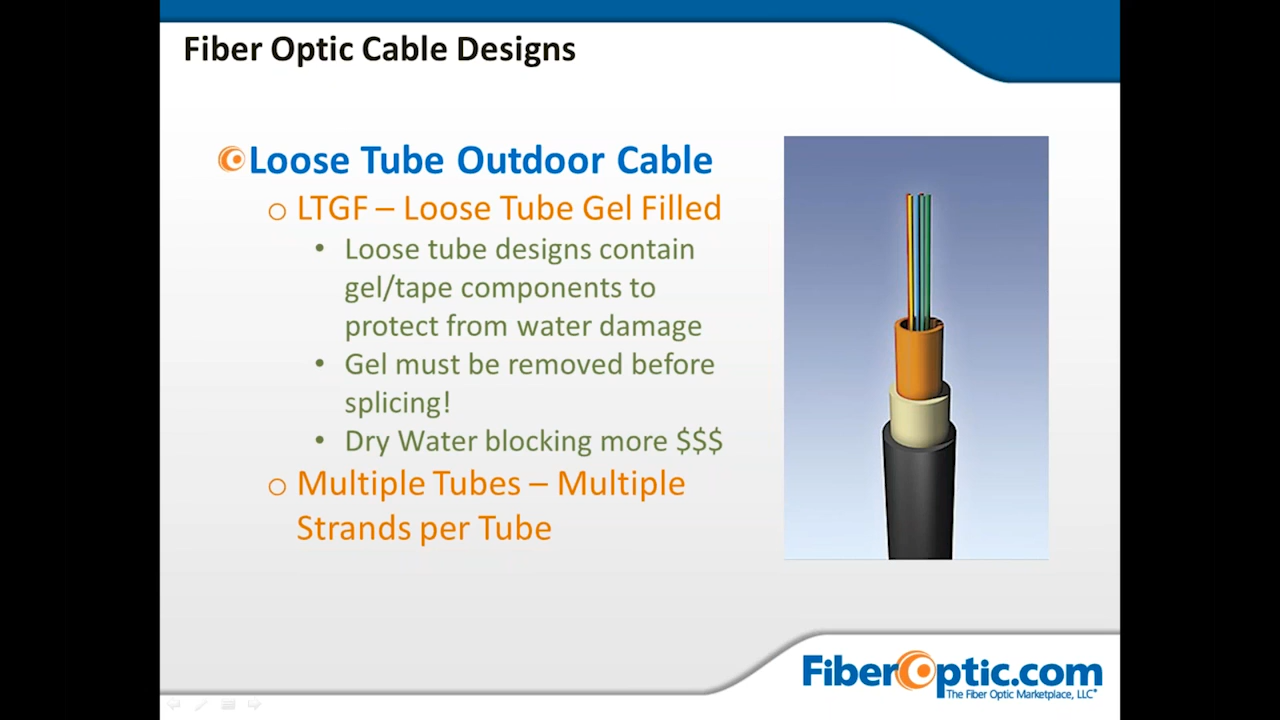 Fiber Optic Cable Designs
Loose Tube Outdoor Cable
LTGF – Loose Tube Gel Filled
Loose tube designs contain
gel/tape components to
protect from water damage
Gel must be removed before
splicing!
Dry Water blocking more $$$
Multiple Tubes – Multiple
Strands per Tube
FiberOptic.com
The Fiber Optic Marketplace, LLC®